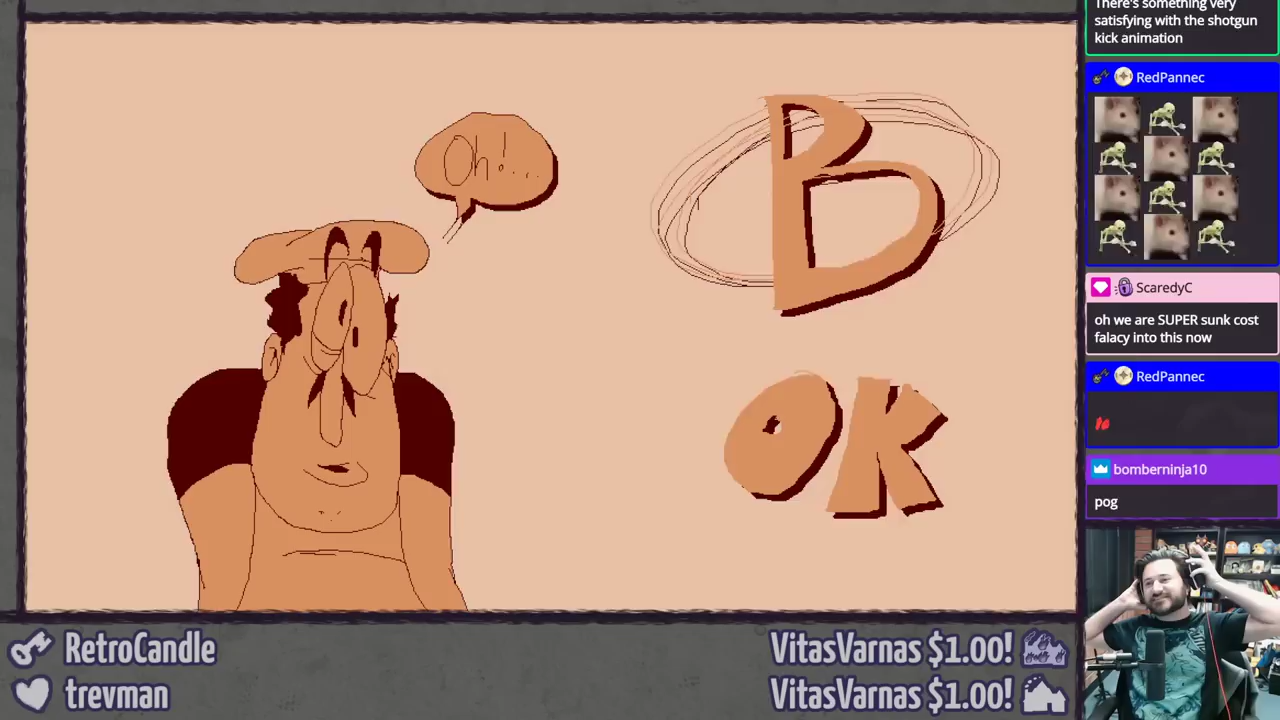 Oh!...
B
OK
There's something very
satisfying with the shotgun
kick animation
RedPannec
ScaredyC
oh we are SUPER sunk cost
falacy into this now
RedPannec
bomberninja10
pog
RetroCandle
trevman
VitasVarnas $1.00!
VitasVarnas $1.00!